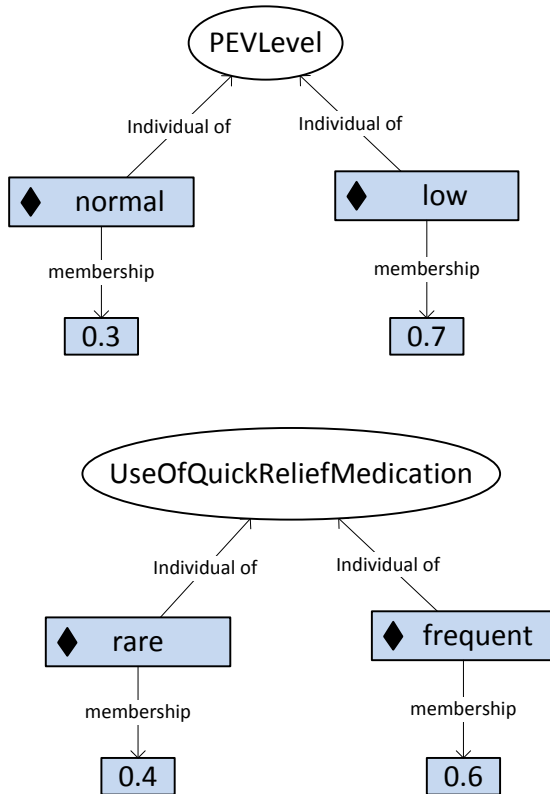 PEVLevel
Individual of
Individual of
normal
low
membership
membership
0.3
0.7
UseOfQuickReliefMedication
Individual of
Individual of
rare
frequent
membership
membership
0.4
0.6